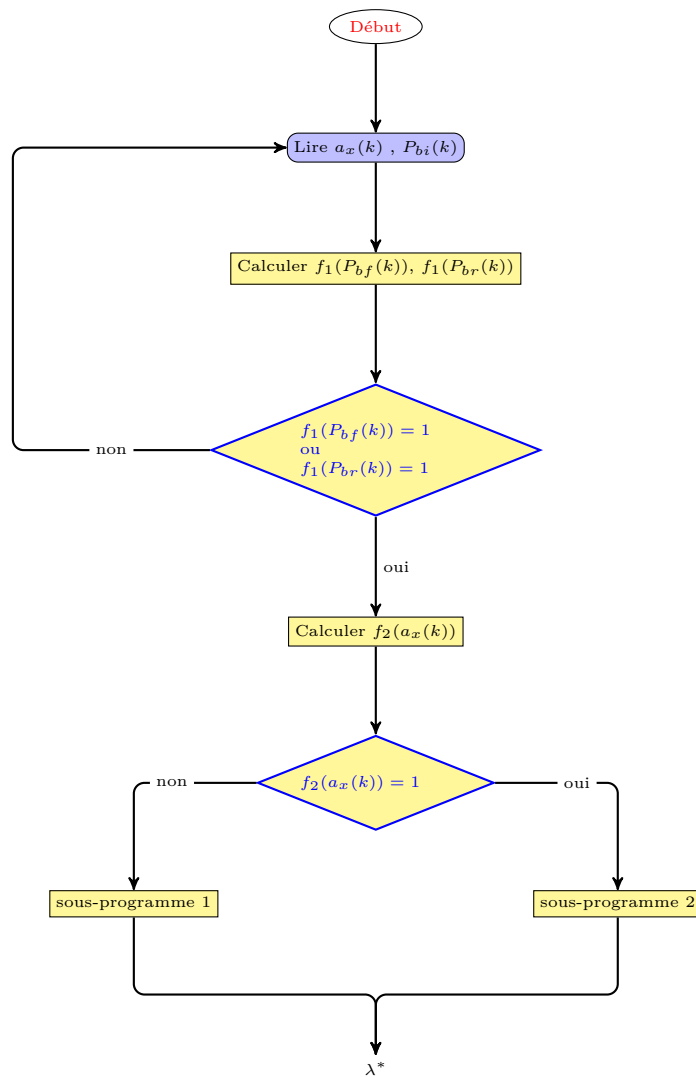 Début
Lire $a_x(k)$ , $P_{bi}(k)$
Calculer $f_1(P_{bf}(k))$, $f_1(P_{br}(k))$
$f_1(P_{bf}(k)) = 1$
ou
$f_1(P_{br}(k)) = 1$
non
oui
Calculer $f_2(a_x(k))$
non
$f_2(a_x(k)) = 1$
oui
sous-programme 1
sous-programme 2
$\lambda^*$